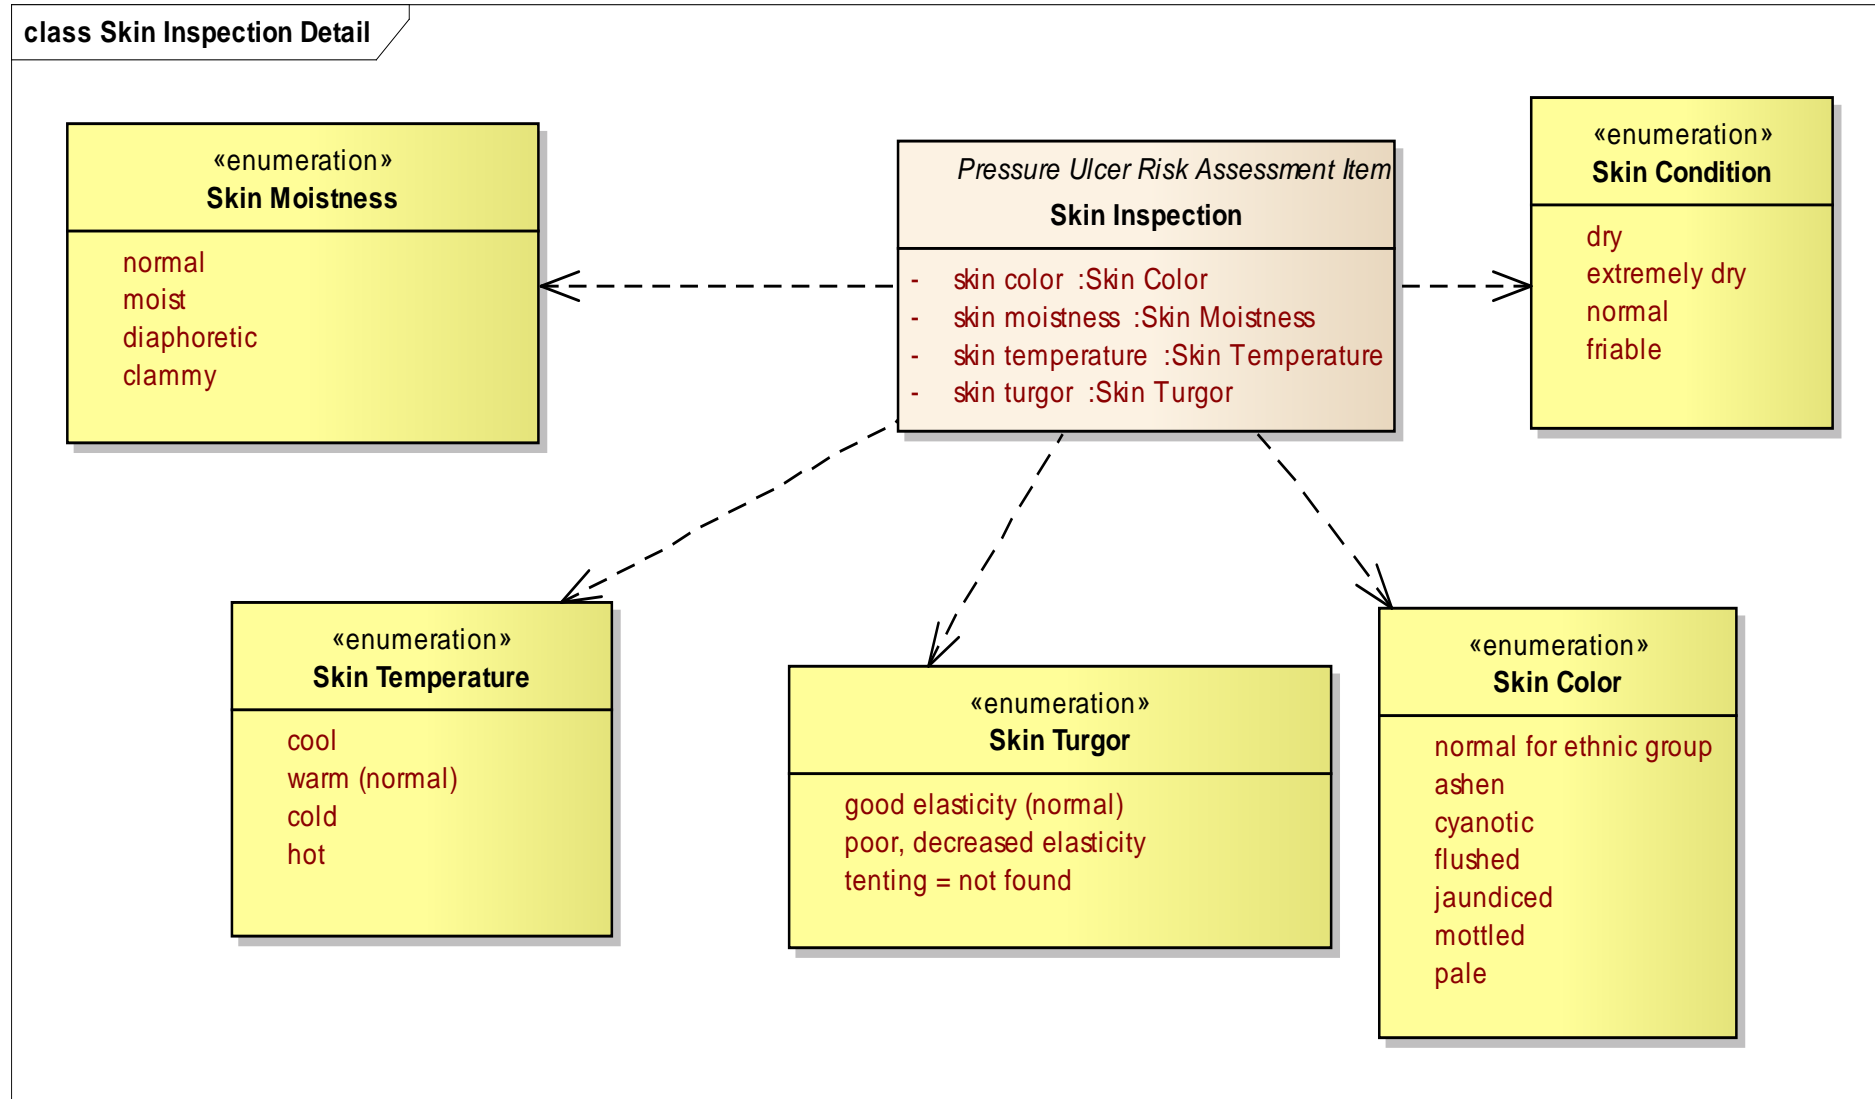 class Skin Inspection Detail
«enumeration»
Skin Moistness
normal
moist
diaphoretic
clammy
Pressure Ulcer Risk Assessment Item
Skin Inspection
- skin color :Skin Color
- skin moistness :Skin Moistness
- skin temperature :Skin Temperature
- skin turgor :Skin Turgor
«enumeration»
Skin Condition
dry
extremely dry
normal
friable
«enumeration»
Skin Temperature
cool
warm (normal)
cold
hot
«enumeration»
Skin Turgor
good elasticity (normal)
poor, decreased elasticity
tenting = not found
«enumeration»
Skin Color
normal for ethnic group
ashen
cyanotic
flushed
jaundiced
mottled
pale